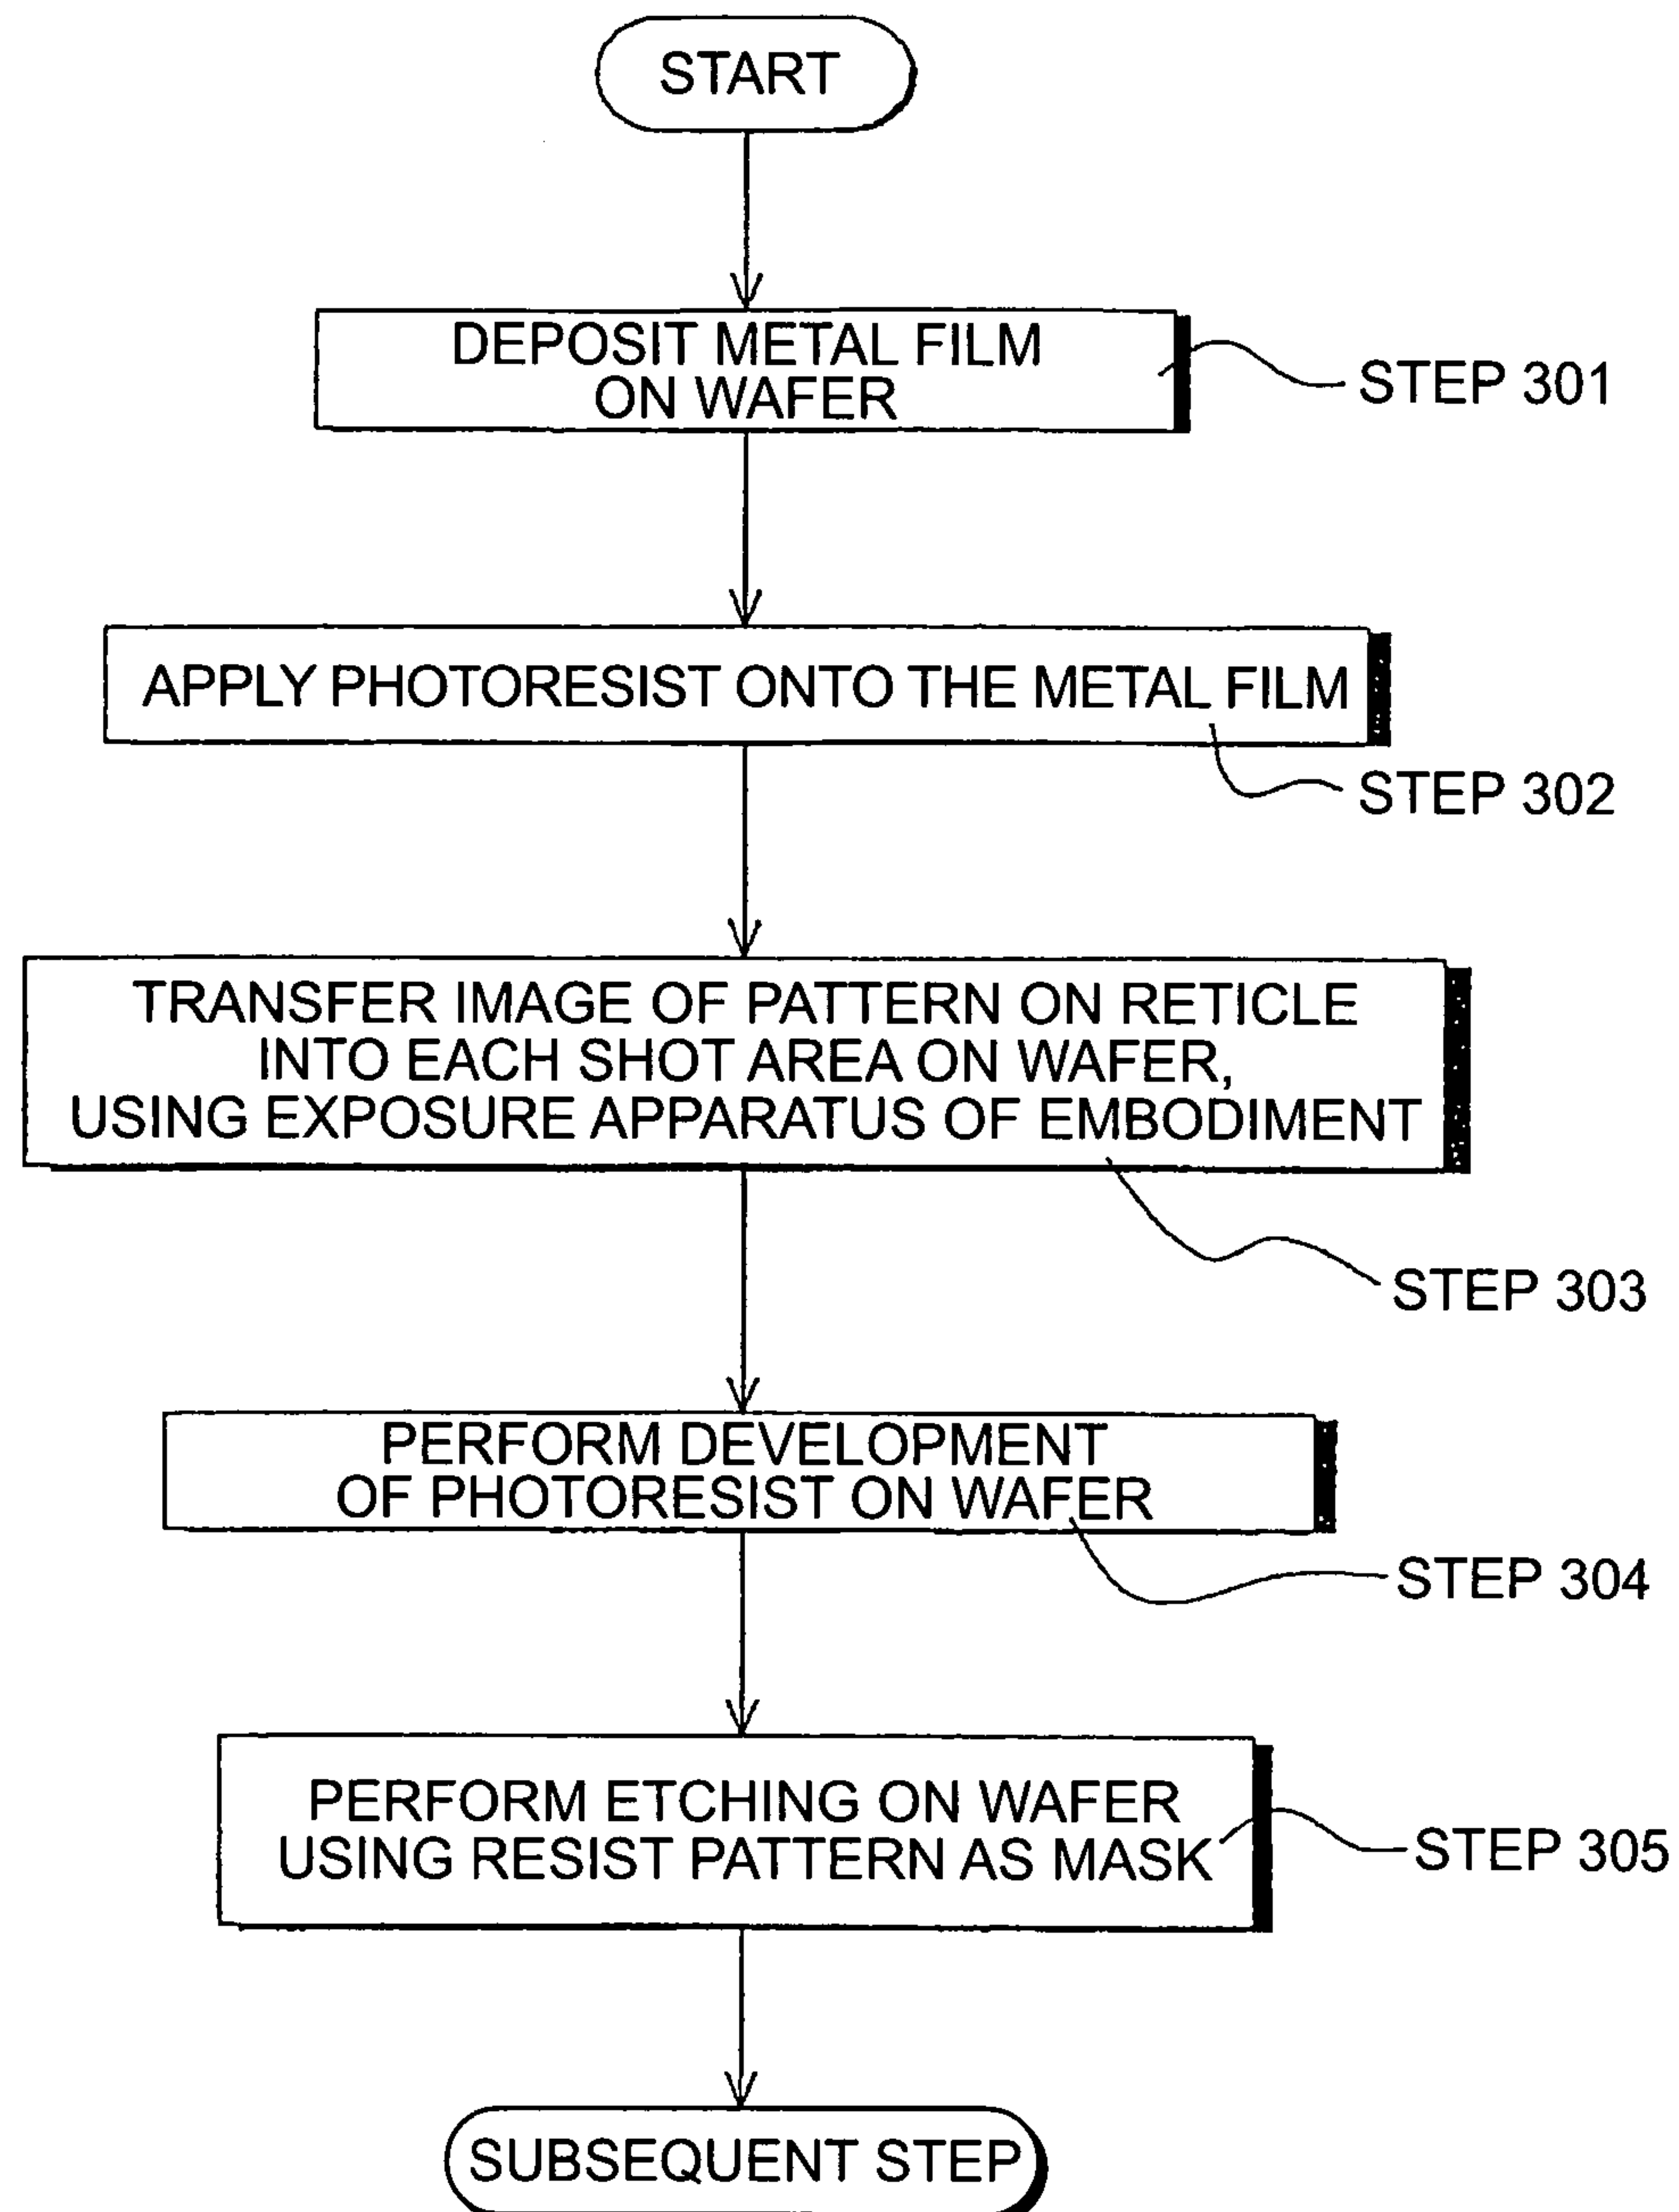 START
DEPOSIT METAL FILM
ON WAFER
STEP 301
APPLY PHOTORESIST ONTO THE METAL FILM
STEP 302
TRANSFER IMAGE OF PATTERN ON RETICLE
INTO EACH SHOT AREA ON WAFER,
USING EXPOSURE APPARATUS OF EMBODIMENT
STEP 303
PERFORM DEVELOPMENT
OF PHOTORESIST ON WAFER
STEP 304
PERFORM ETCHING ON WAFER
USING RESIST PATTERN AS MASK
STEP 305
SUBSEQUENT STEP